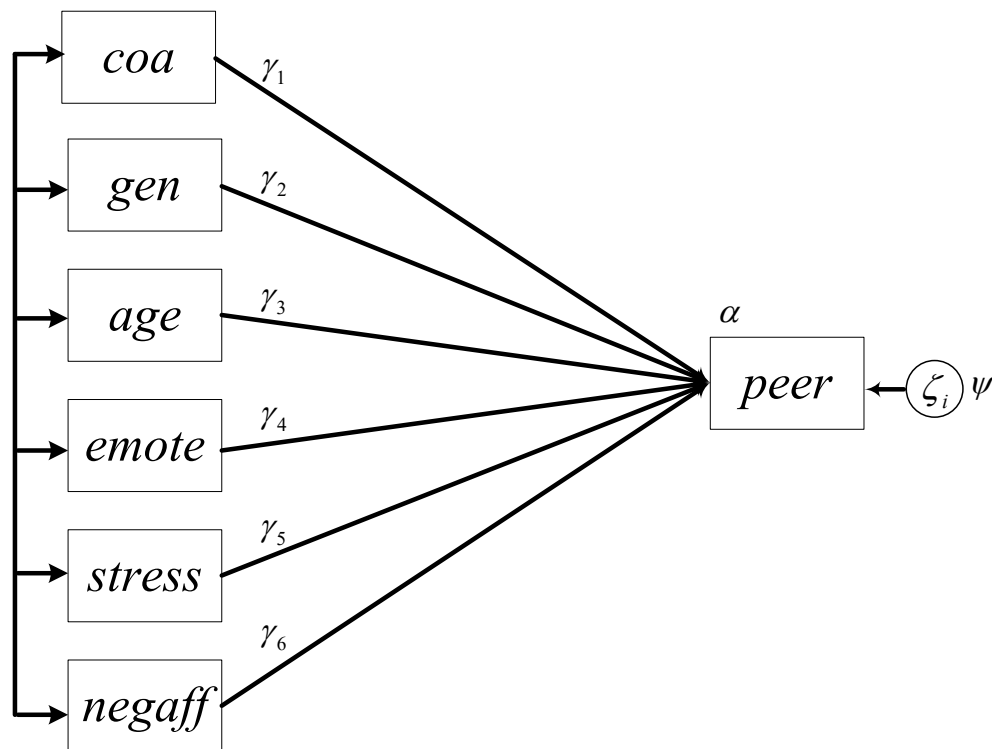 coa
γ₁
gen
γ₂
age
γ₃
α
peer
ζᵢ ψ
emote
γ₄
stress
γ₅
negaff
γ₆